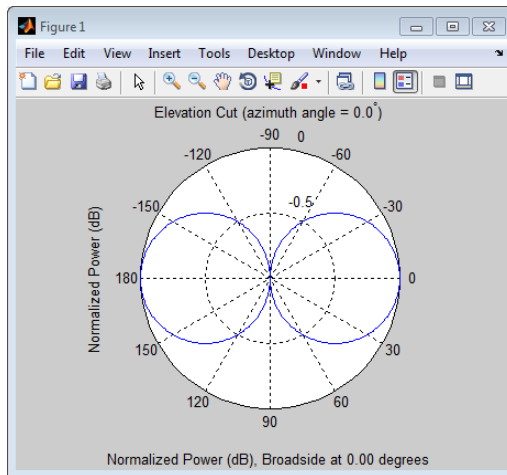 Figure 1
File Edit View Insert Tools Desktop Window Help
Elevation Cut (azimuth angle = 0.0°)
-90 0
-120 -60
-150 -30
-0.5
180 0
150 30
120 60
90
Normalized Power (dB)
Normalized Power (dB), Broadside at 0.00 degrees